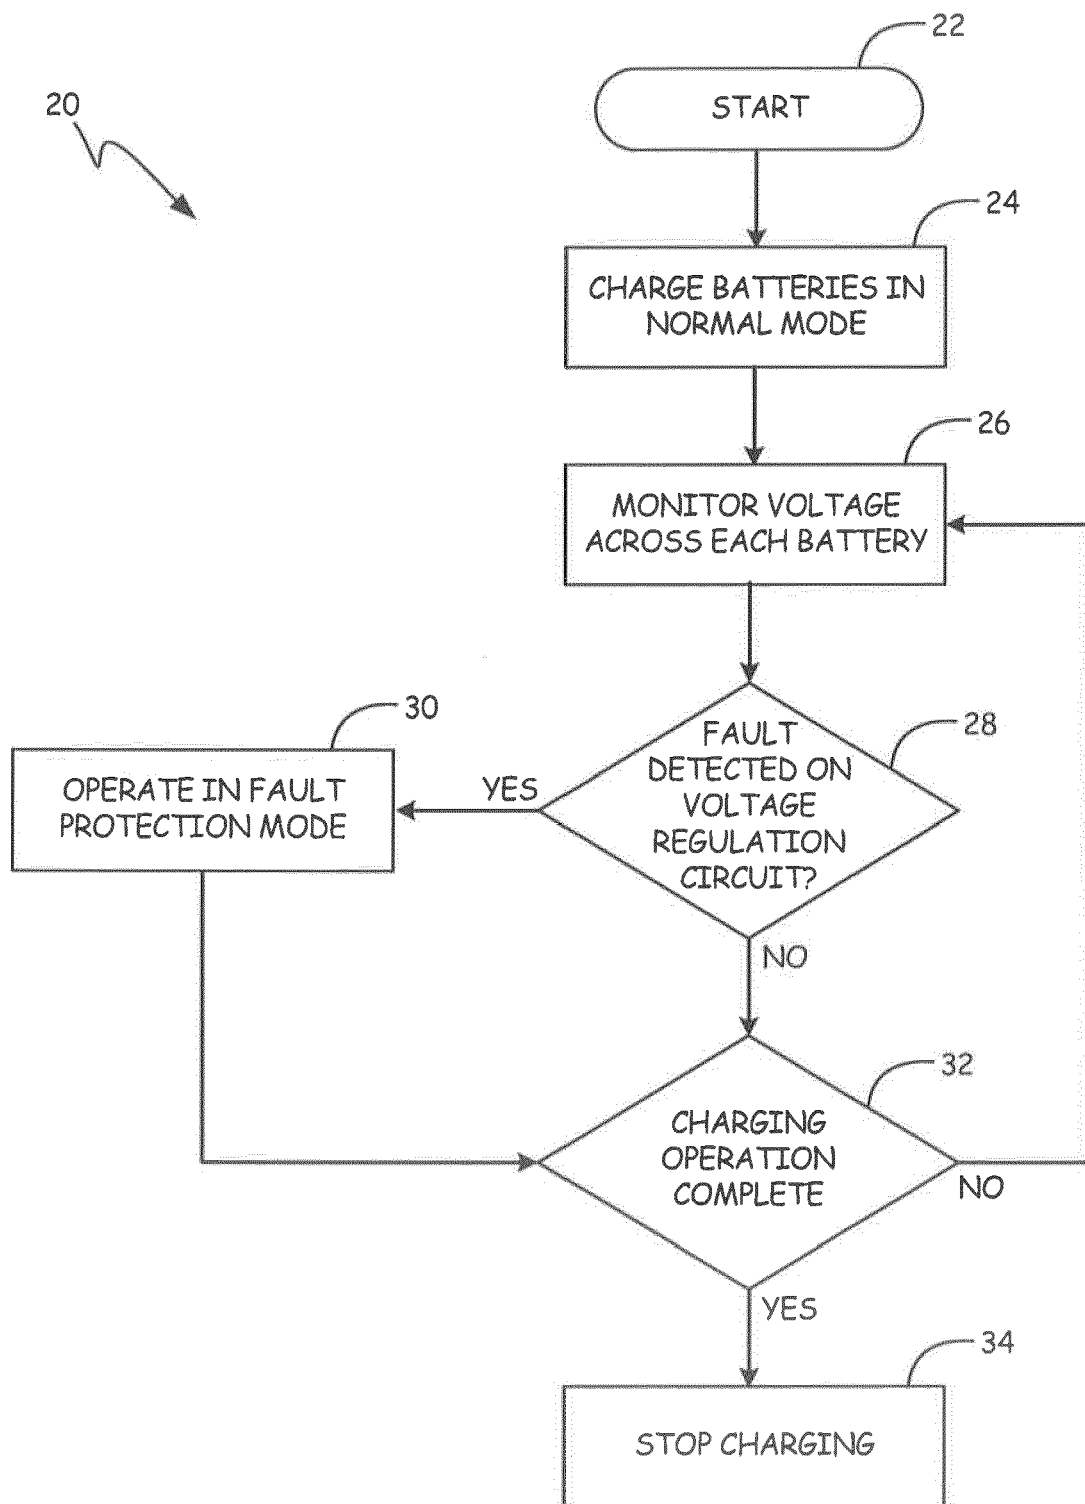 22
START
20
24
CHARGE BATTERIES IN
NORMAL MODE
26
MONITOR VOLTAGE
ACROSS EACH BATTERY
28
FAULT
DETECTED ON
VOLTAGE
REGULATION
CIRCUIT?
YES
30
OPERATE IN FAULT
PROTECTION MODE
NO
32
CHARGING
OPERATION
COMPLETE
NO
YES
34
STOP CHARGING